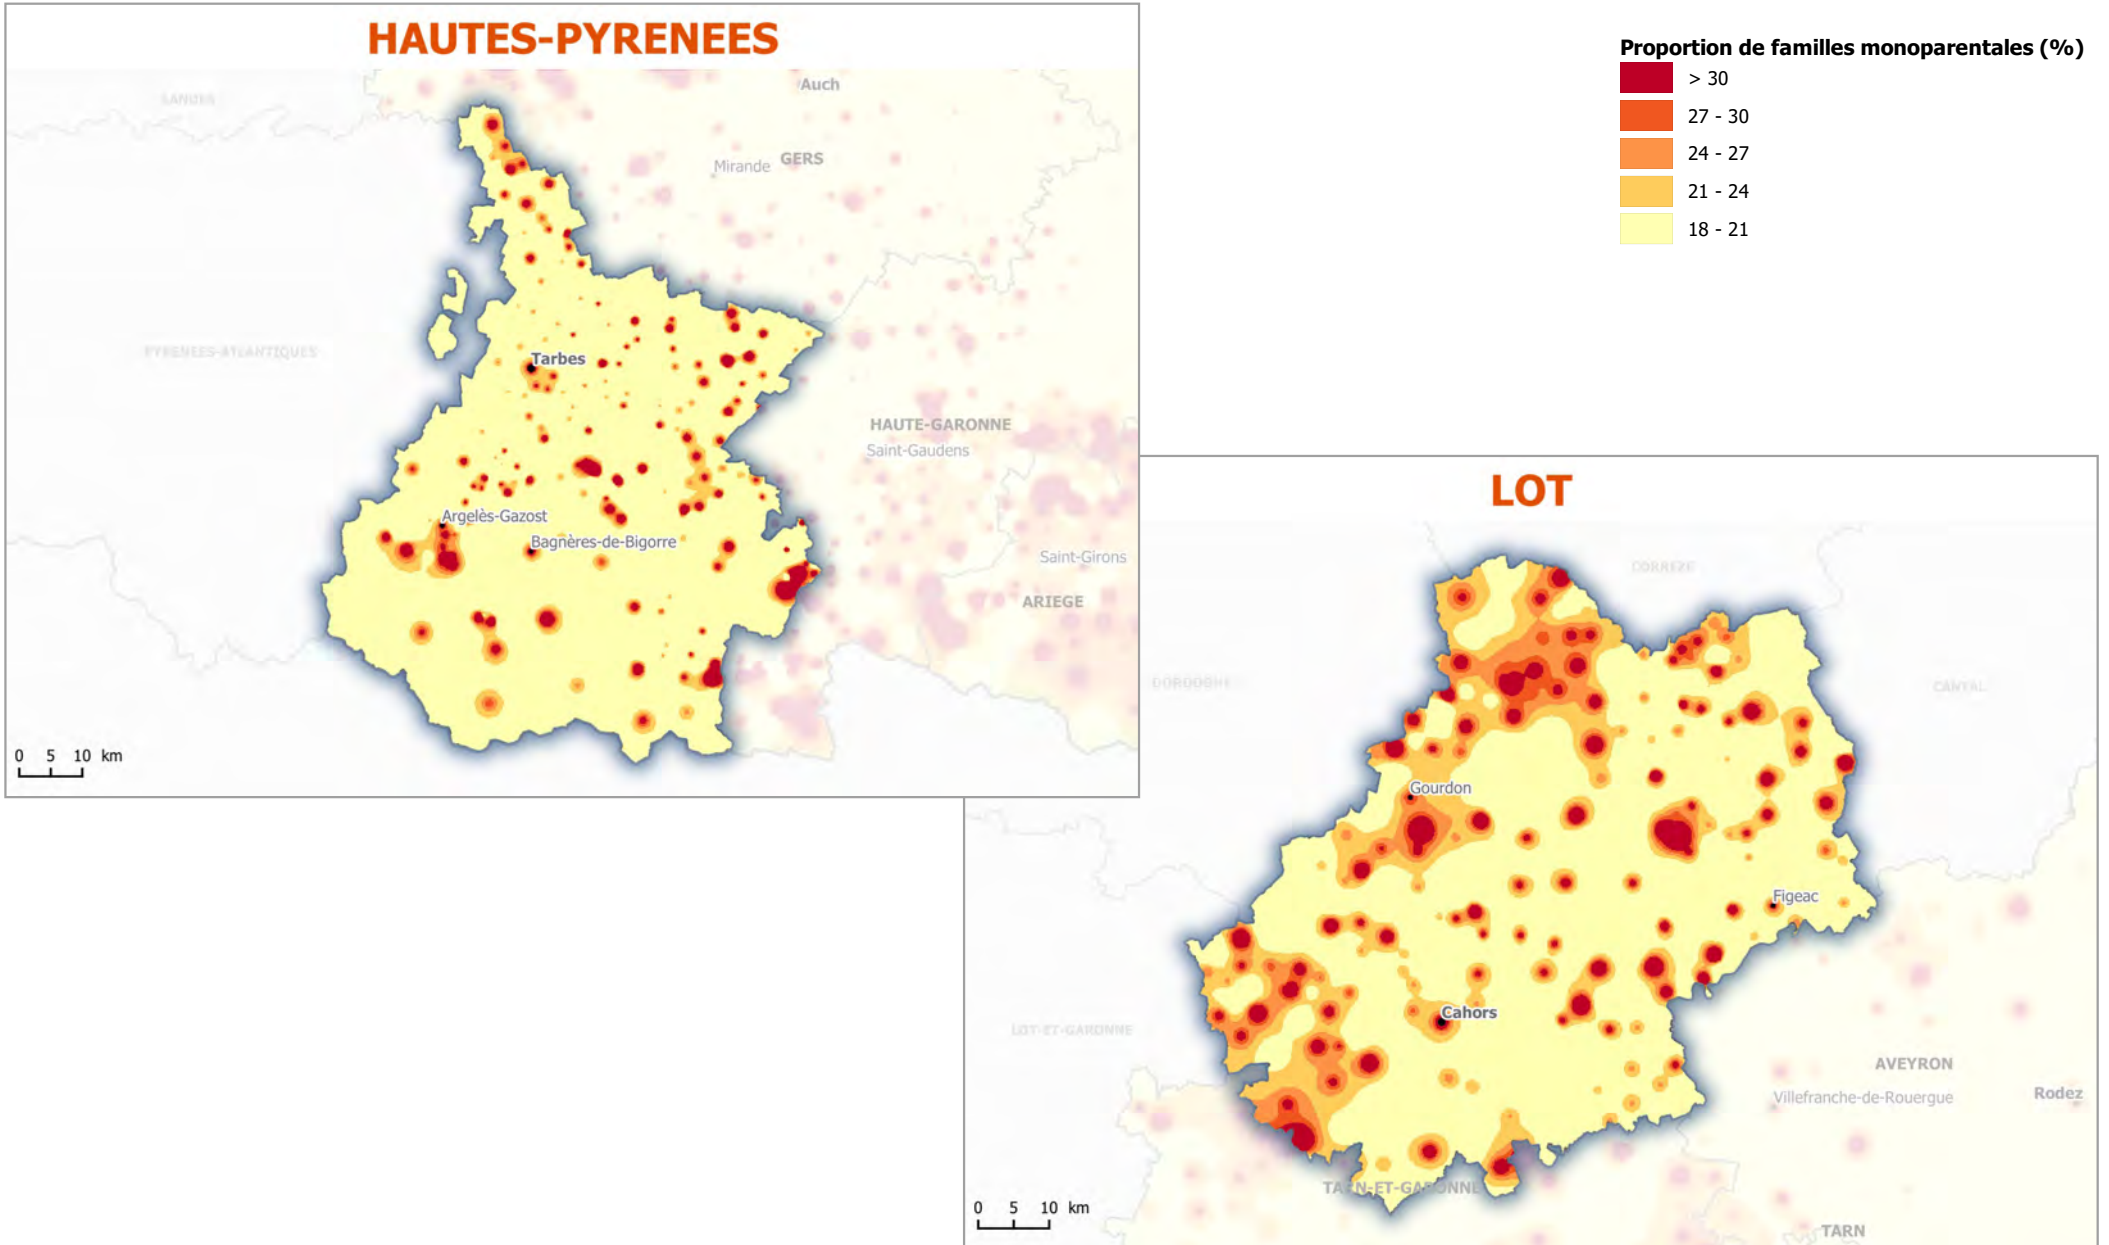 HAUTES-PYRENEES
Proportion de familles monoparentales (%)
> 30
27 - 30
24 - 27
21 - 24
18 - 21
LANDES
Auch
Mirande
GERS
PYRENEES-ATLANTIQUES
Tarbes
HAUTE-GARONNE
Saint-Gaudens
Argelès-Gazost
Bagnères-de-Bigorre
Saint-Girons
ARIEGE
0 5 10 km
LOT
CORREZE
DORDOGNE
CANTAL
Gourdon
Figeac
Cahors
LOT-ET-GARONNE
AVEYRON
Villefranche-de-Rouergue
Rodez
TARN-ET-GARONNE
0 5 10 km
TARN